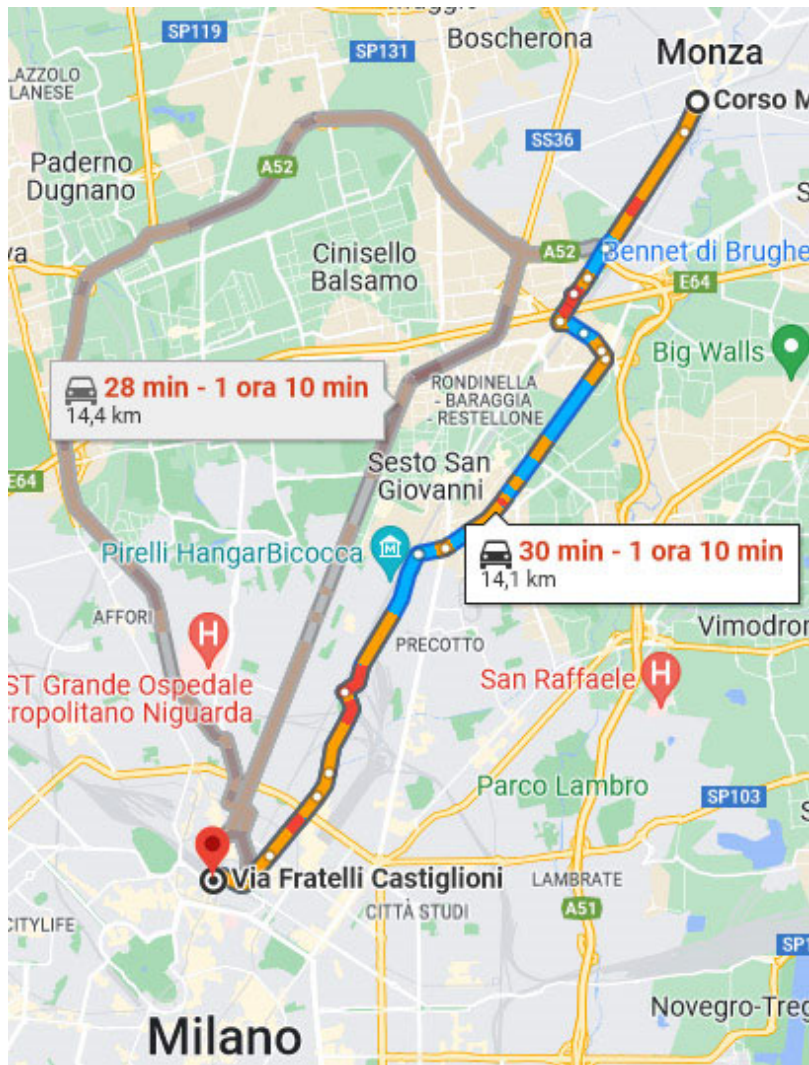 SP119
Boscherona
SP131
Monza
LAZZOLO
LANESE
Corso M
SS36
Paderno
Dugnano
A52
Cinisello
Balsamo
A52
Bennet di Brughe
E64
Big Walls
28 min - 1 ora 10 min
14,4 km
RONDINELLA
- BARAGGIA
- RESTELLONE
E64
Sesto San
Giovanni
Pirelli HangarBicocca
30 min - 1 ora 10 min
14,1 km
AFFORI
H
PRECOTTO
Vimodron
ST Grande Ospedale
tropolitano Niguarda
San Raffaele
H
Parco Lambro
SP103
Via Fratelli Castiglioni
LAMBRATE
CITYLIFE
CITTÀ STUDI
A51
SP1
Novegro-Treg
Milano